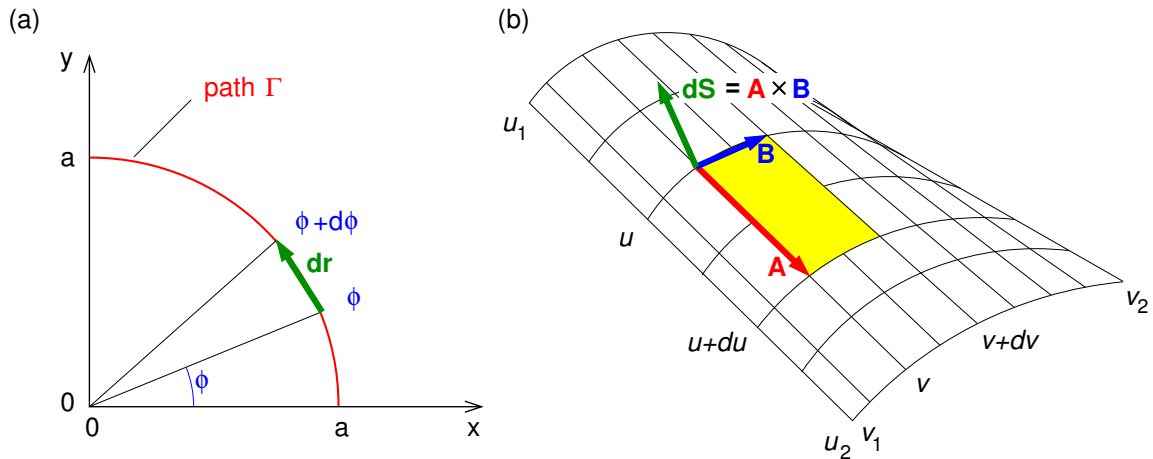 (a)
y
path Γ
a
ϕ+dϕ
dr
ϕ
ϕ
0
0
a
x
(b)
dS = A × B
u₁
B
u
A
u+du
v₂
v+dv
v
u₂
v₁